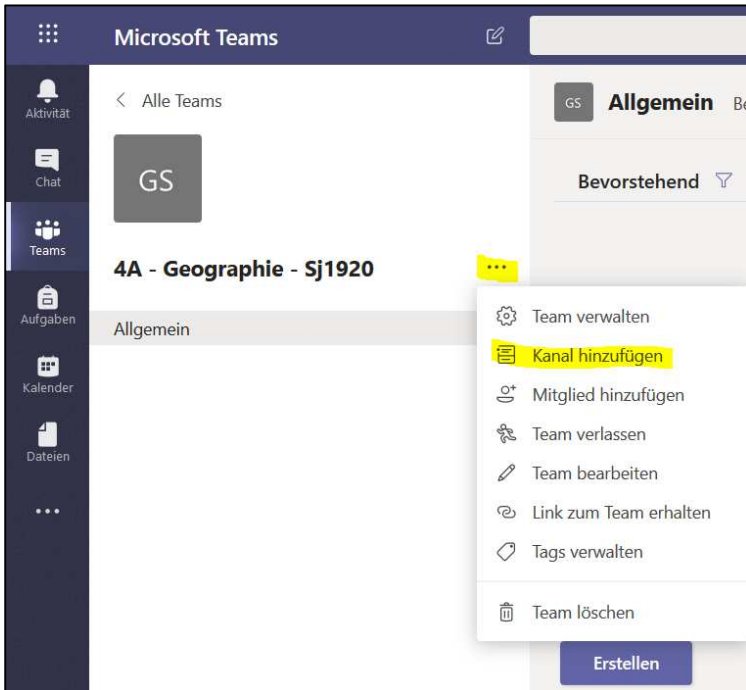 Microsoft Teams
Aktivität
Chat
Teams
Aufgaben
Kalender
Dateien
Alle Teams
GS
4A - Geographie - Sj1920
Allgemein
GS Allgemein
Bevorstehend
Team verwalten
Kanal hinzufügen
Mitglied hinzufügen
Team verlassen
Team bearbeiten
Link zum Team erhalten
Tags verwalten
Team löschen
Erstellen